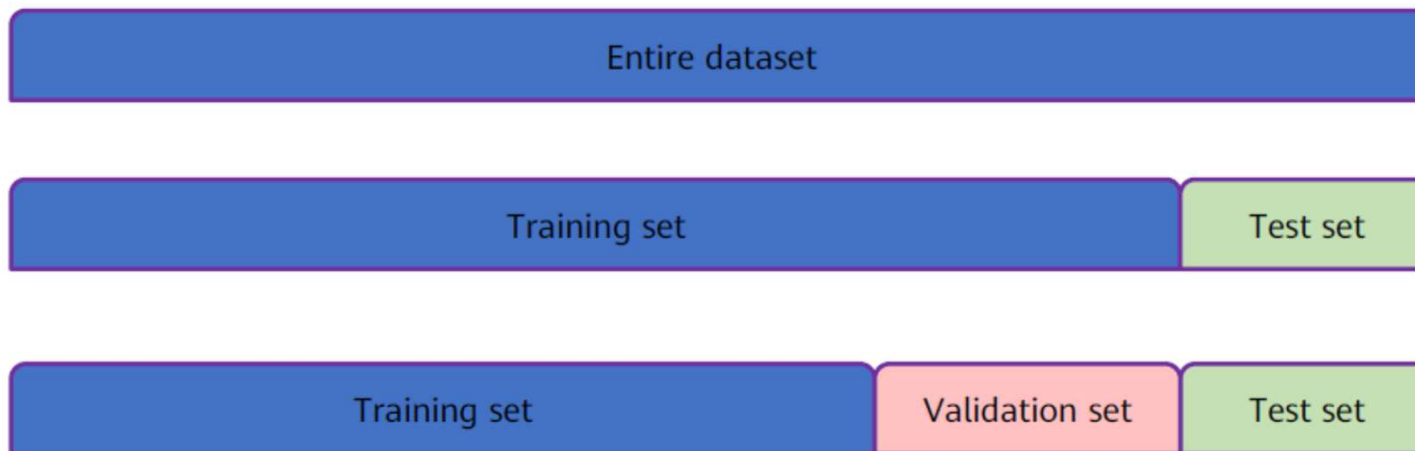 Entire dataset
Training set
Test set
Training set
Validation set
Test set